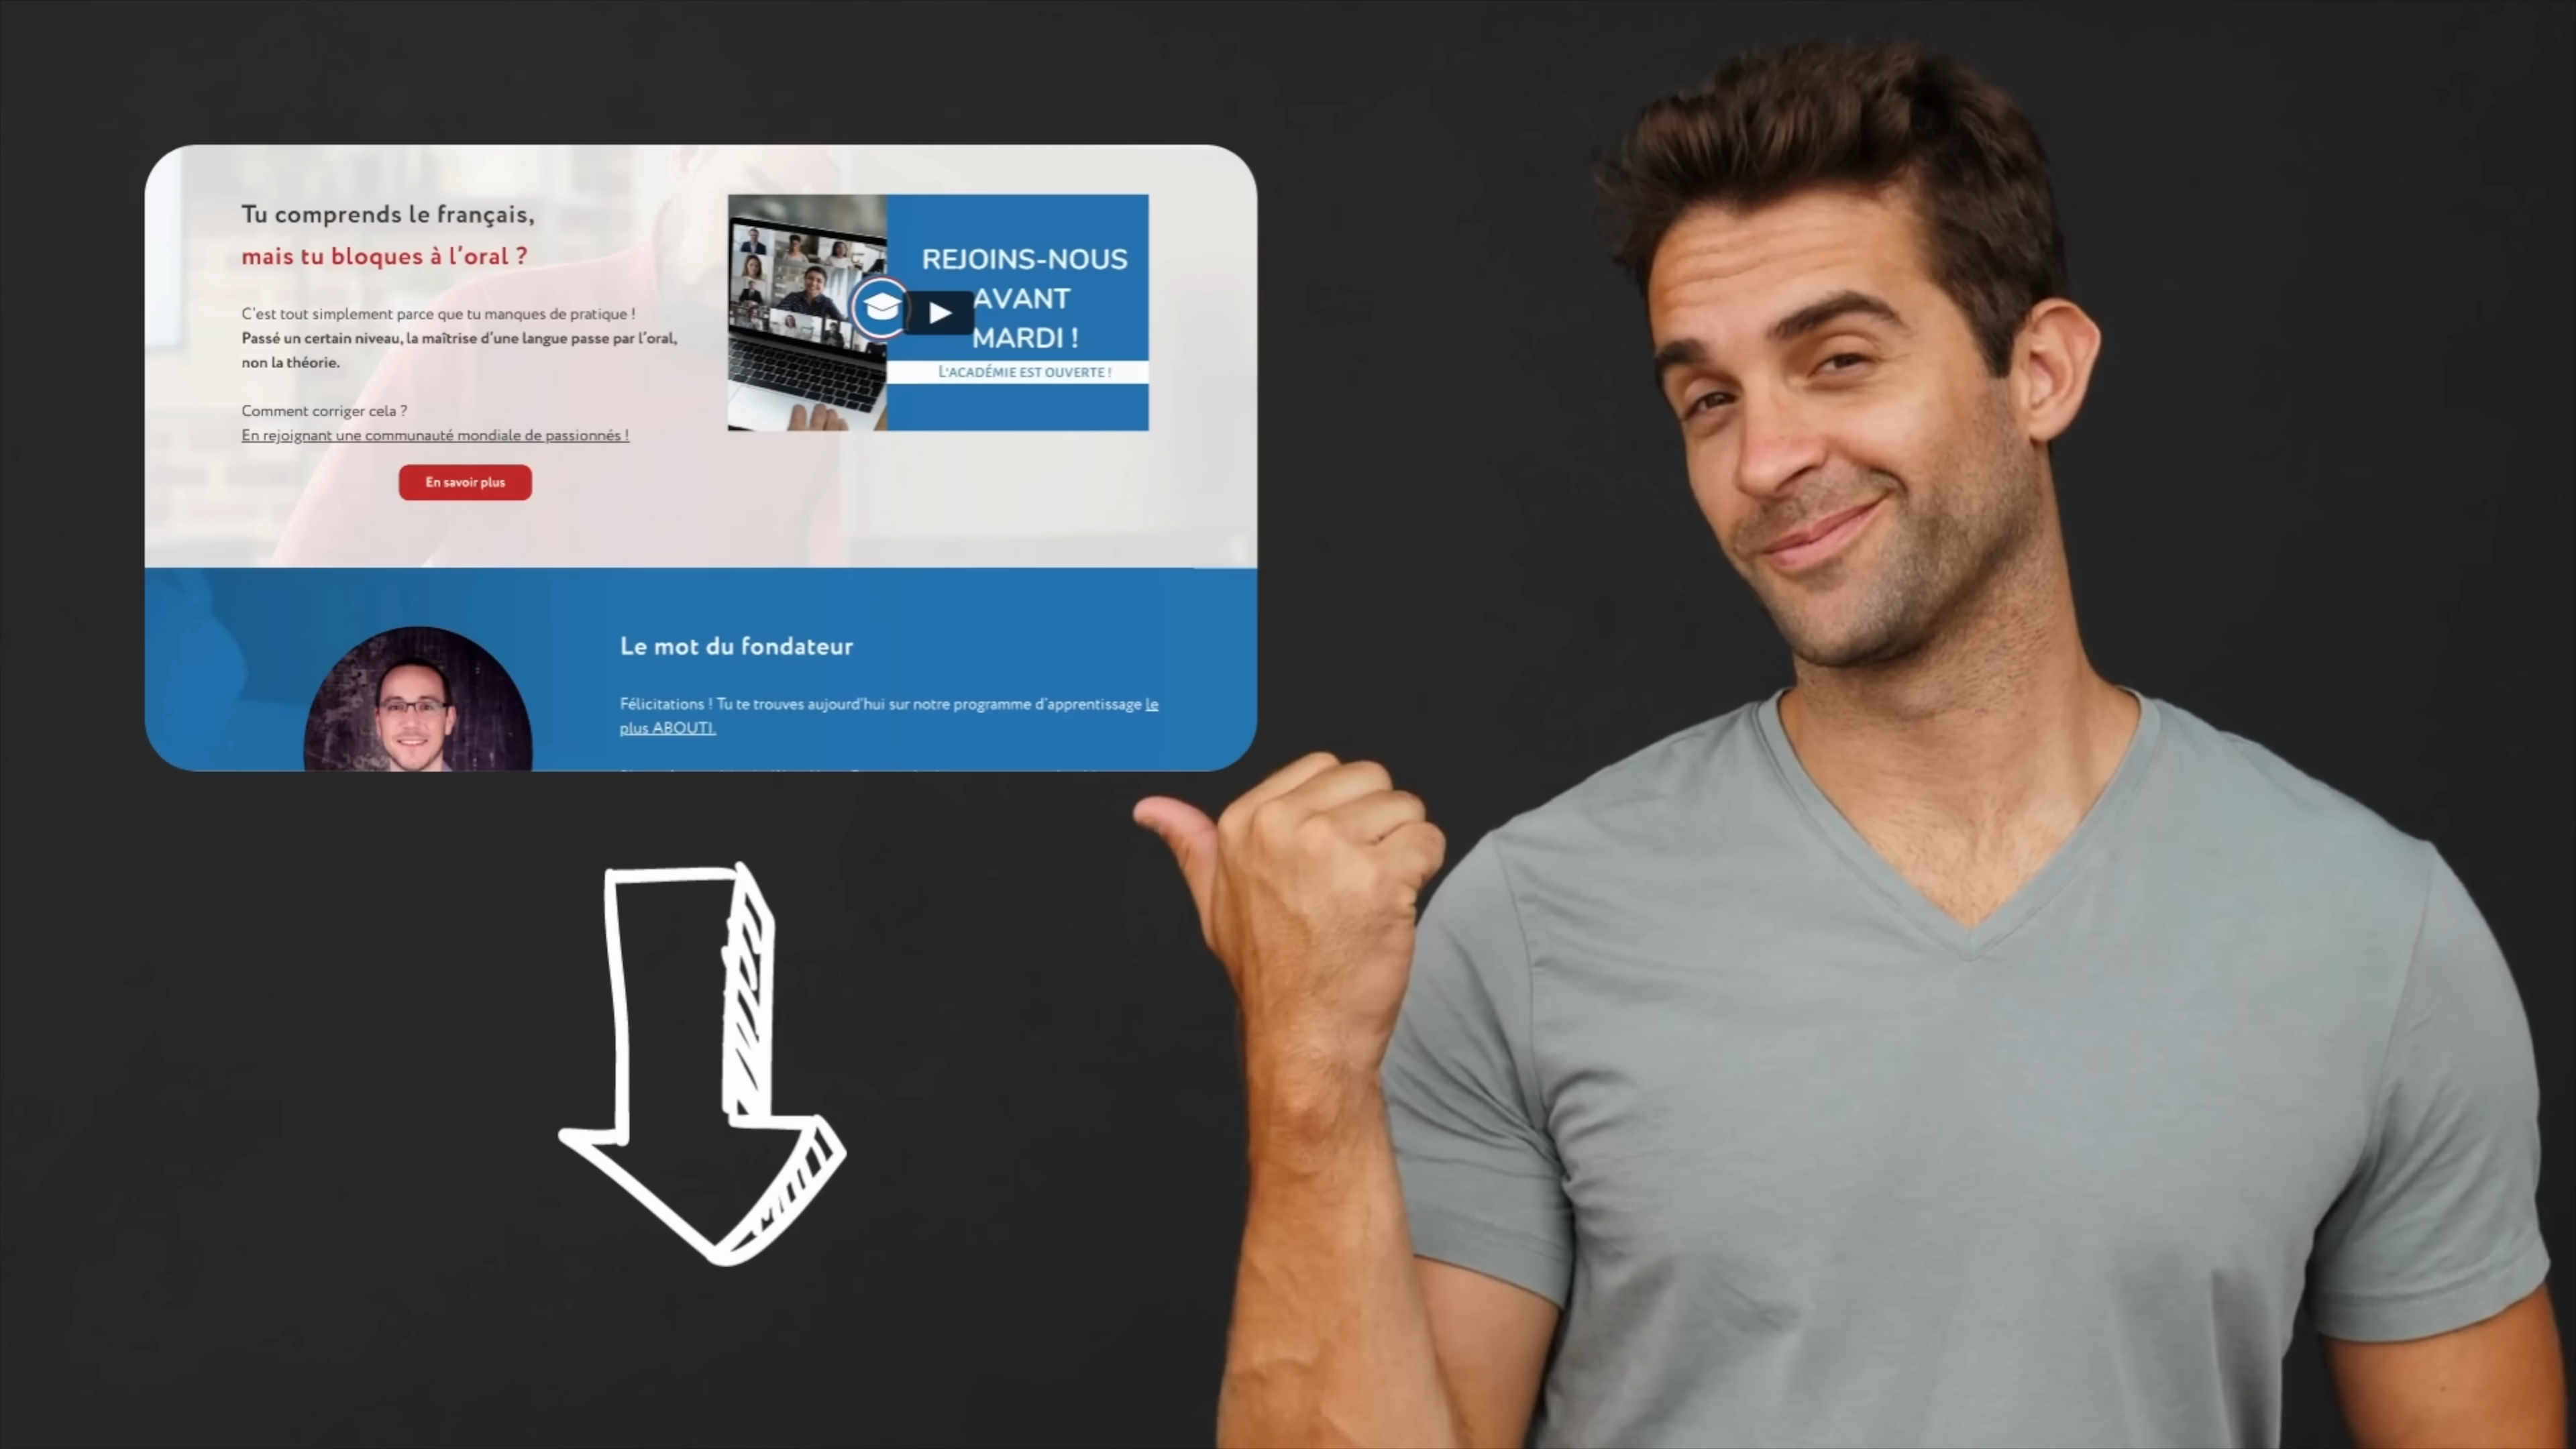 Tu comprends le français,
mais tu bloques à l'oral ?
C'est tout simplement parce que tu manques de pratique !
Passé un certain niveau, la maîtrise d'une langue passe par l'oral,
non la théorie.
Comment corriger cela ?
En rejoignant une communauté mondiale de passionnés !
En savoir plus
REJOINS-NOUS
AVANT
MARDI !
L'ACADÉMIE EST OUVERTE !
Le mot du fondateur
Félicitations ! Tu te trouves aujourd'hui sur notre programme d'apprentissage le
plus ABOUTI.